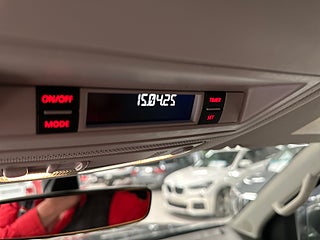 ON/OFF
MODE
15.04.25
TIMER
SET